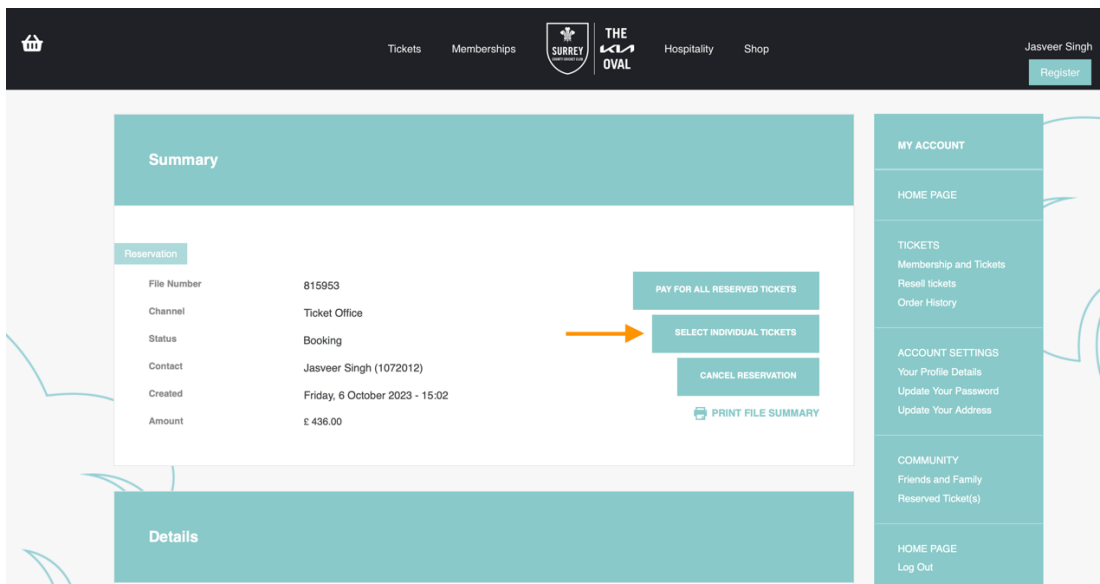 Tickets
Memberships
SURREY
COUNTY CRICKET CLUB
THE
KIA
OVAL
Hospitality
Shop
Jasveer Singh
Register
Summary
Reservation
File Number 815953
Channel Ticket Office
Status Booking
Contact Jasveer Singh (1072012)
Created Friday, 6 October 2023 - 15:02
Amount £ 436.00
PAY FOR ALL RESERVED TICKETS
SELECT INDIVIDUAL TICKETS
CANCEL RESERVATION
PRINT FILE SUMMARY
Details
MY ACCOUNT
HOME PAGE
TICKETS
Membership and Tickets
Resell tickets
Order History
ACCOUNT SETTINGS
Your Profile Details
Update Your Password
Update Your Address
COMMUNITY
Friends and Family
Reserved Ticket(s)
HOME PAGE
Log Out